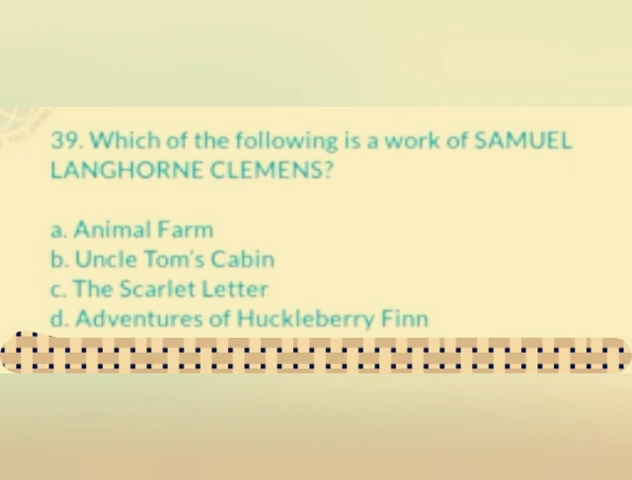 39. Which of the following is a work of SAMUEL
LANGHORNE CLEMENS?
a. Animal Farm
b. Uncle Tom's Cabin
c. The Scarlet Letter
d. Adventures of Huckleberry Finn